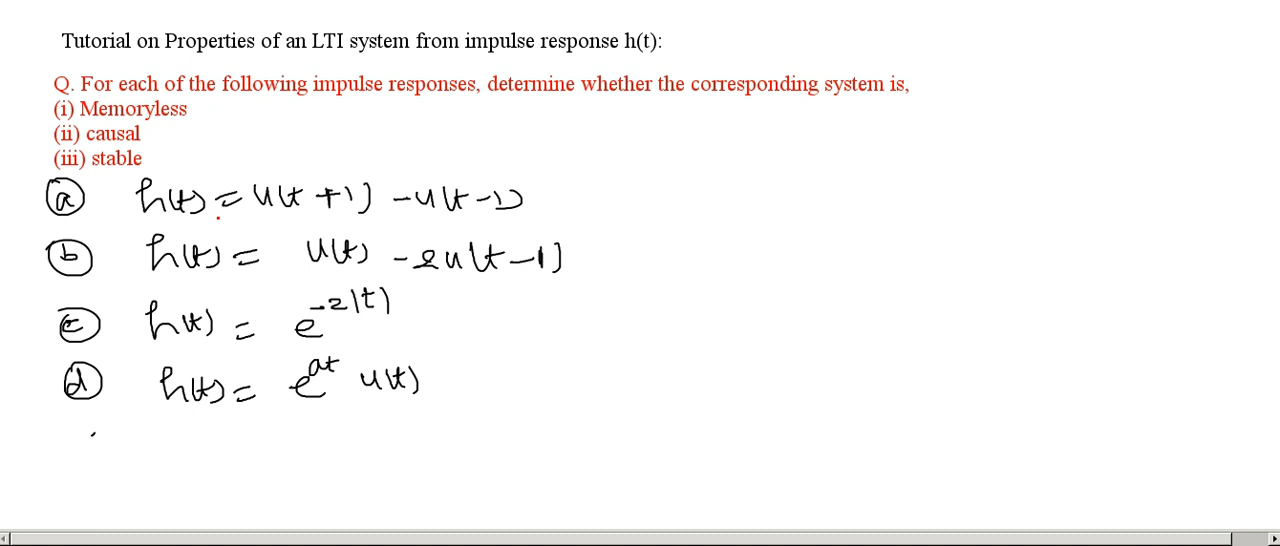 Tutorial on Properties of an LTI system from impulse response h(t):
Q. For each of the following impulse responses, determine whether the corresponding system is,
(i) Memoryless
(ii) causal
(iii) stable
(a) h(t) = u(t+1) - u(t-1)
(b) h(t) = u(t) - 2u(t-1)
(c) h(t) = e^{-2|t|}
(d) h(t) = e^{at} u(t)